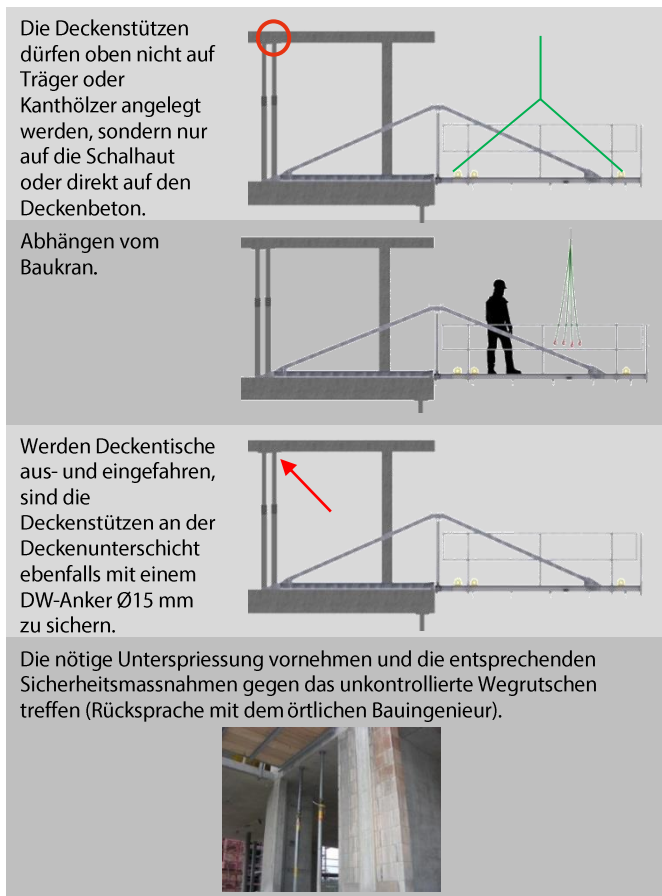 Die Deckenstützen
dürfen oben nicht auf
Träger oder
Kanthölzer angelegt
werden, sondern nur
auf die Schalhaut
oder direkt auf den
Deckenbeton.
Abhängen vom
Baukran.
Werden Deckentische
aus- und eingefahren,
sind die
Deckenstützen an der
Deckenunterschicht
ebenfalls mit einem
DW-Anker Ø15 mm
zu sichern.
Die nötige Unterspriessung vornehmen und die entsprechenden
Sicherheitsmassnahmen gegen das unkontrollierte Wegrutschen
treffen (Rücksprache mit dem örtlichen Bauingenieur).